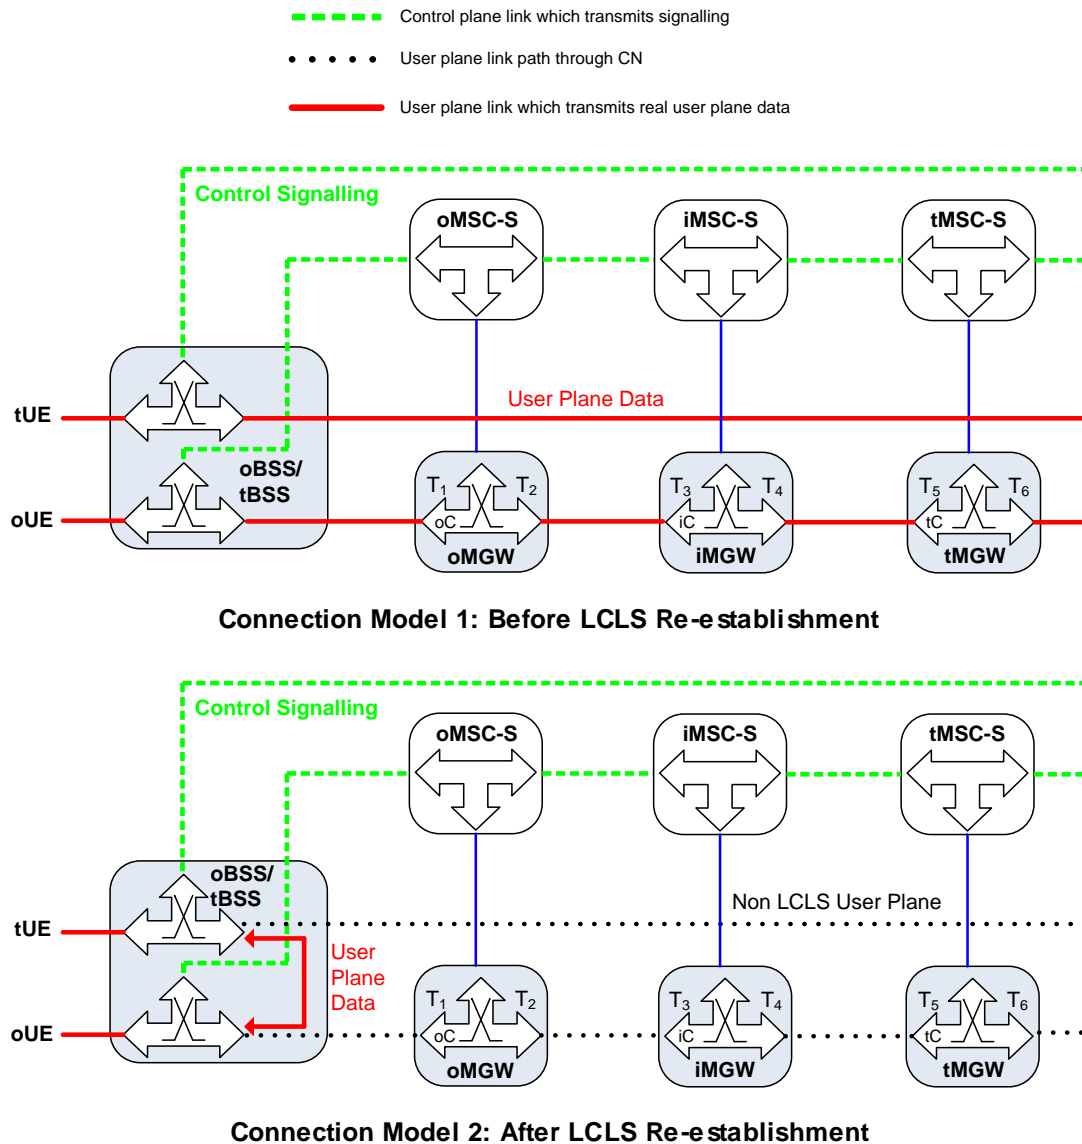 Control plane link which transmits signalling
User plane link path through CN
User plane link which transmits real user plane data
Control Signalling
oMSC-S
iMSC-S
tMSC-S
User Plane Data
tUE
oBSS/
tBSS
oUE
T1
T2
oC
oMGW
T3
T4
iC
iMGW
T5
T6
tC
tMGW
Connection Model 1: Before LCLS Re-establishment
Control Signalling
oMSC-S
iMSC-S
tMSC-S
oBSS/
tBSS
Non LCLS User Plane
tUE
User
Plane
Data
oUE
T1
T2
oC
oMGW
T3
T4
iC
iMGW
T5
T6
tC
tMGW
Connection Model 2: After LCLS Re-establishment